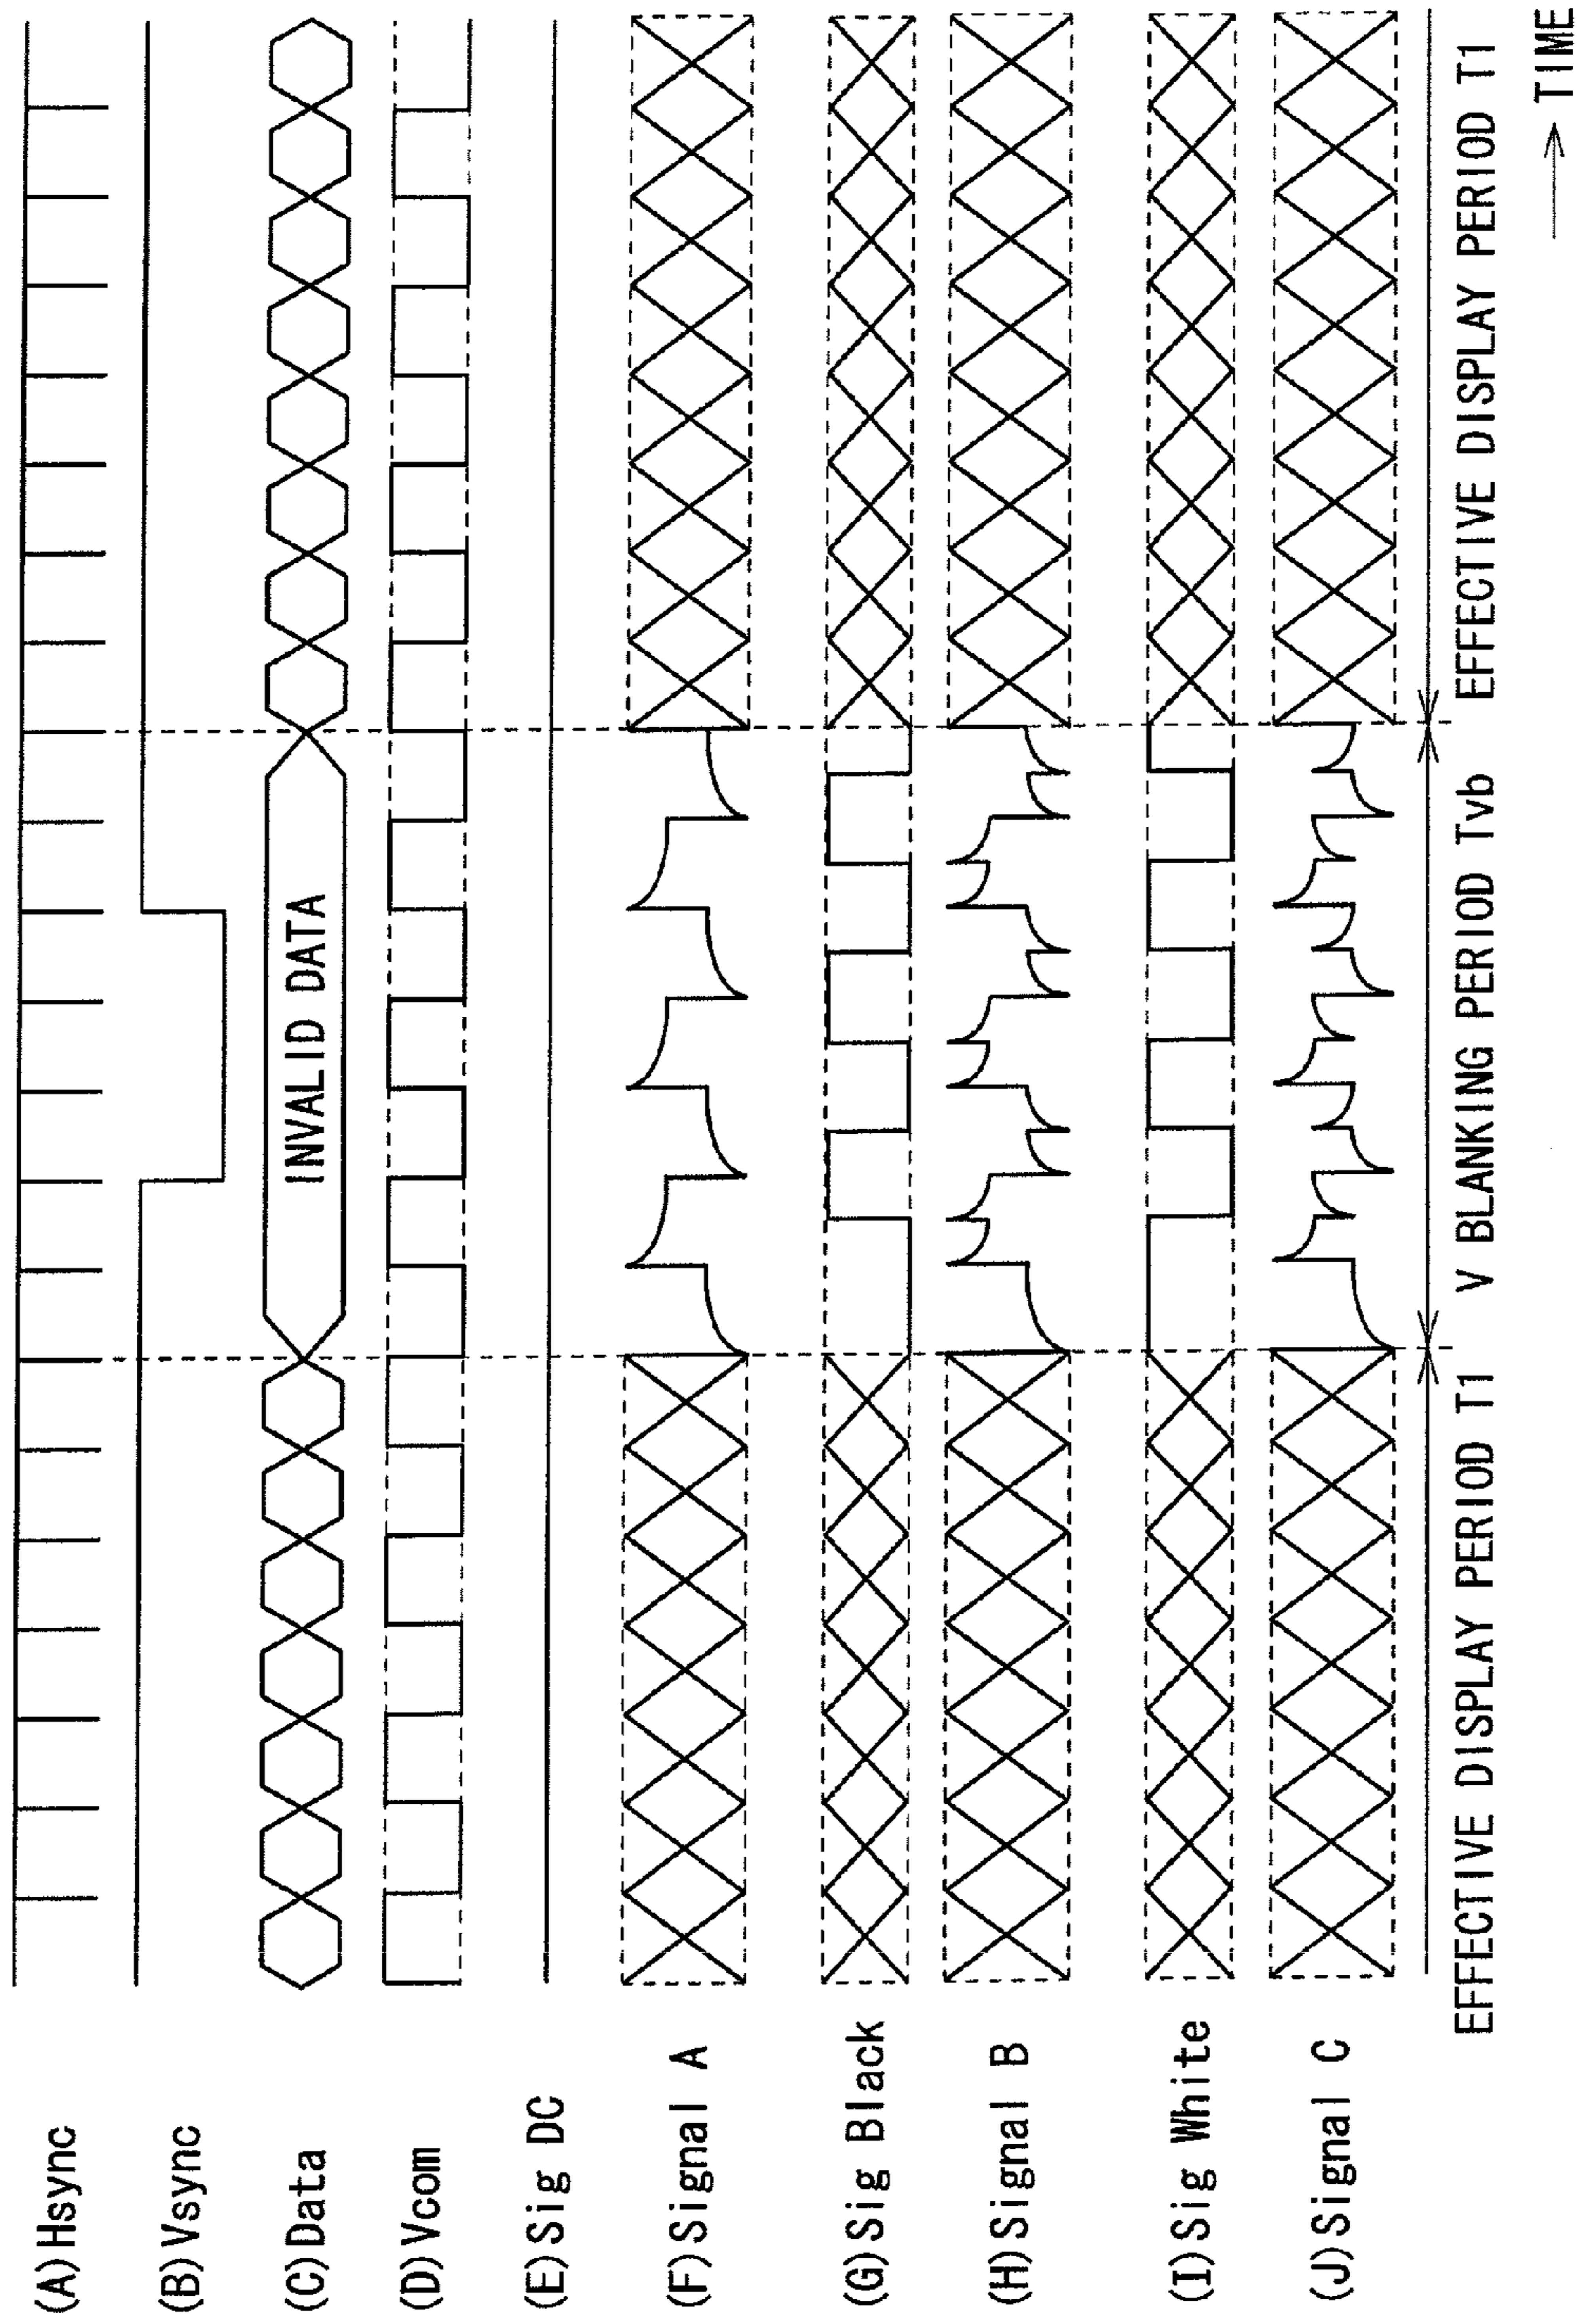 (A)Hsync
(B)Vsync
(C)Data
INVALID DATA
(D)Vcom
(E)Sig DC
(F)Signal A
(G)Sig Black
(H)Signal B
(I)Sig White
(J)Signal C
EFFECTIVE DISPLAY PERIOD T1
V BLANKING PERIOD Tvb
EFFECTIVE DISPLAY PERIOD T1
TIME